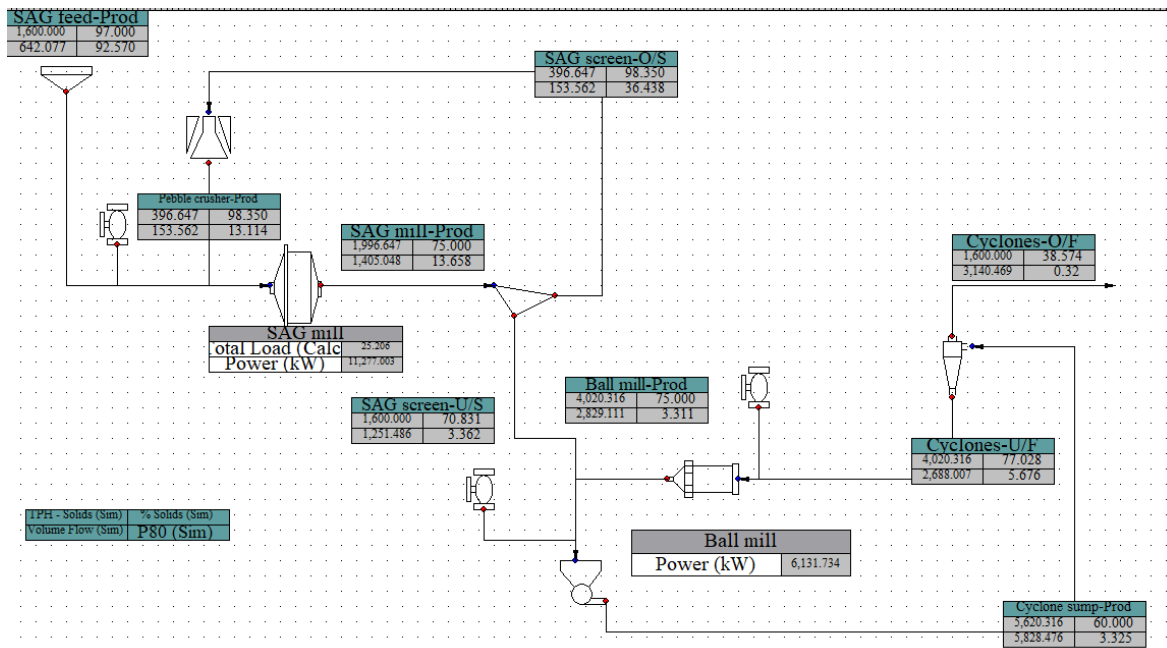 SAG feed-Prod
1,600.000 97.000
642.077 92.570
SAG screen-O/S
396.647 98.350
153.562 36.438
Pebble crusher-Prod
396.647 98.350
153.562 13.114
SAG mill-Prod
1,996.647 75.000
1,405.048 13.658
Cyclones-O/F
1,600.000 38.574
3,140.469 0.32
SAG mill
otal Load (Calc 25.206
Power (kW) 11,277.003
Ball mill-Prod
4,020.316 75.000
2,829.111 3.311
SAG screen-U/S
1,600.000 70.831
1,251.486 3.362
Cyclones-U/F
4,020.316 77.028
2,688.007 5.676
TPH - Solids (Sim) % Solids (Sim)
Volume Flow (Sim) P80 (Sim)
Ball mill
Power (kW) 6,131.734
Cyclone sump-Prod
5,620.316 60.000
5,828.476 3.325